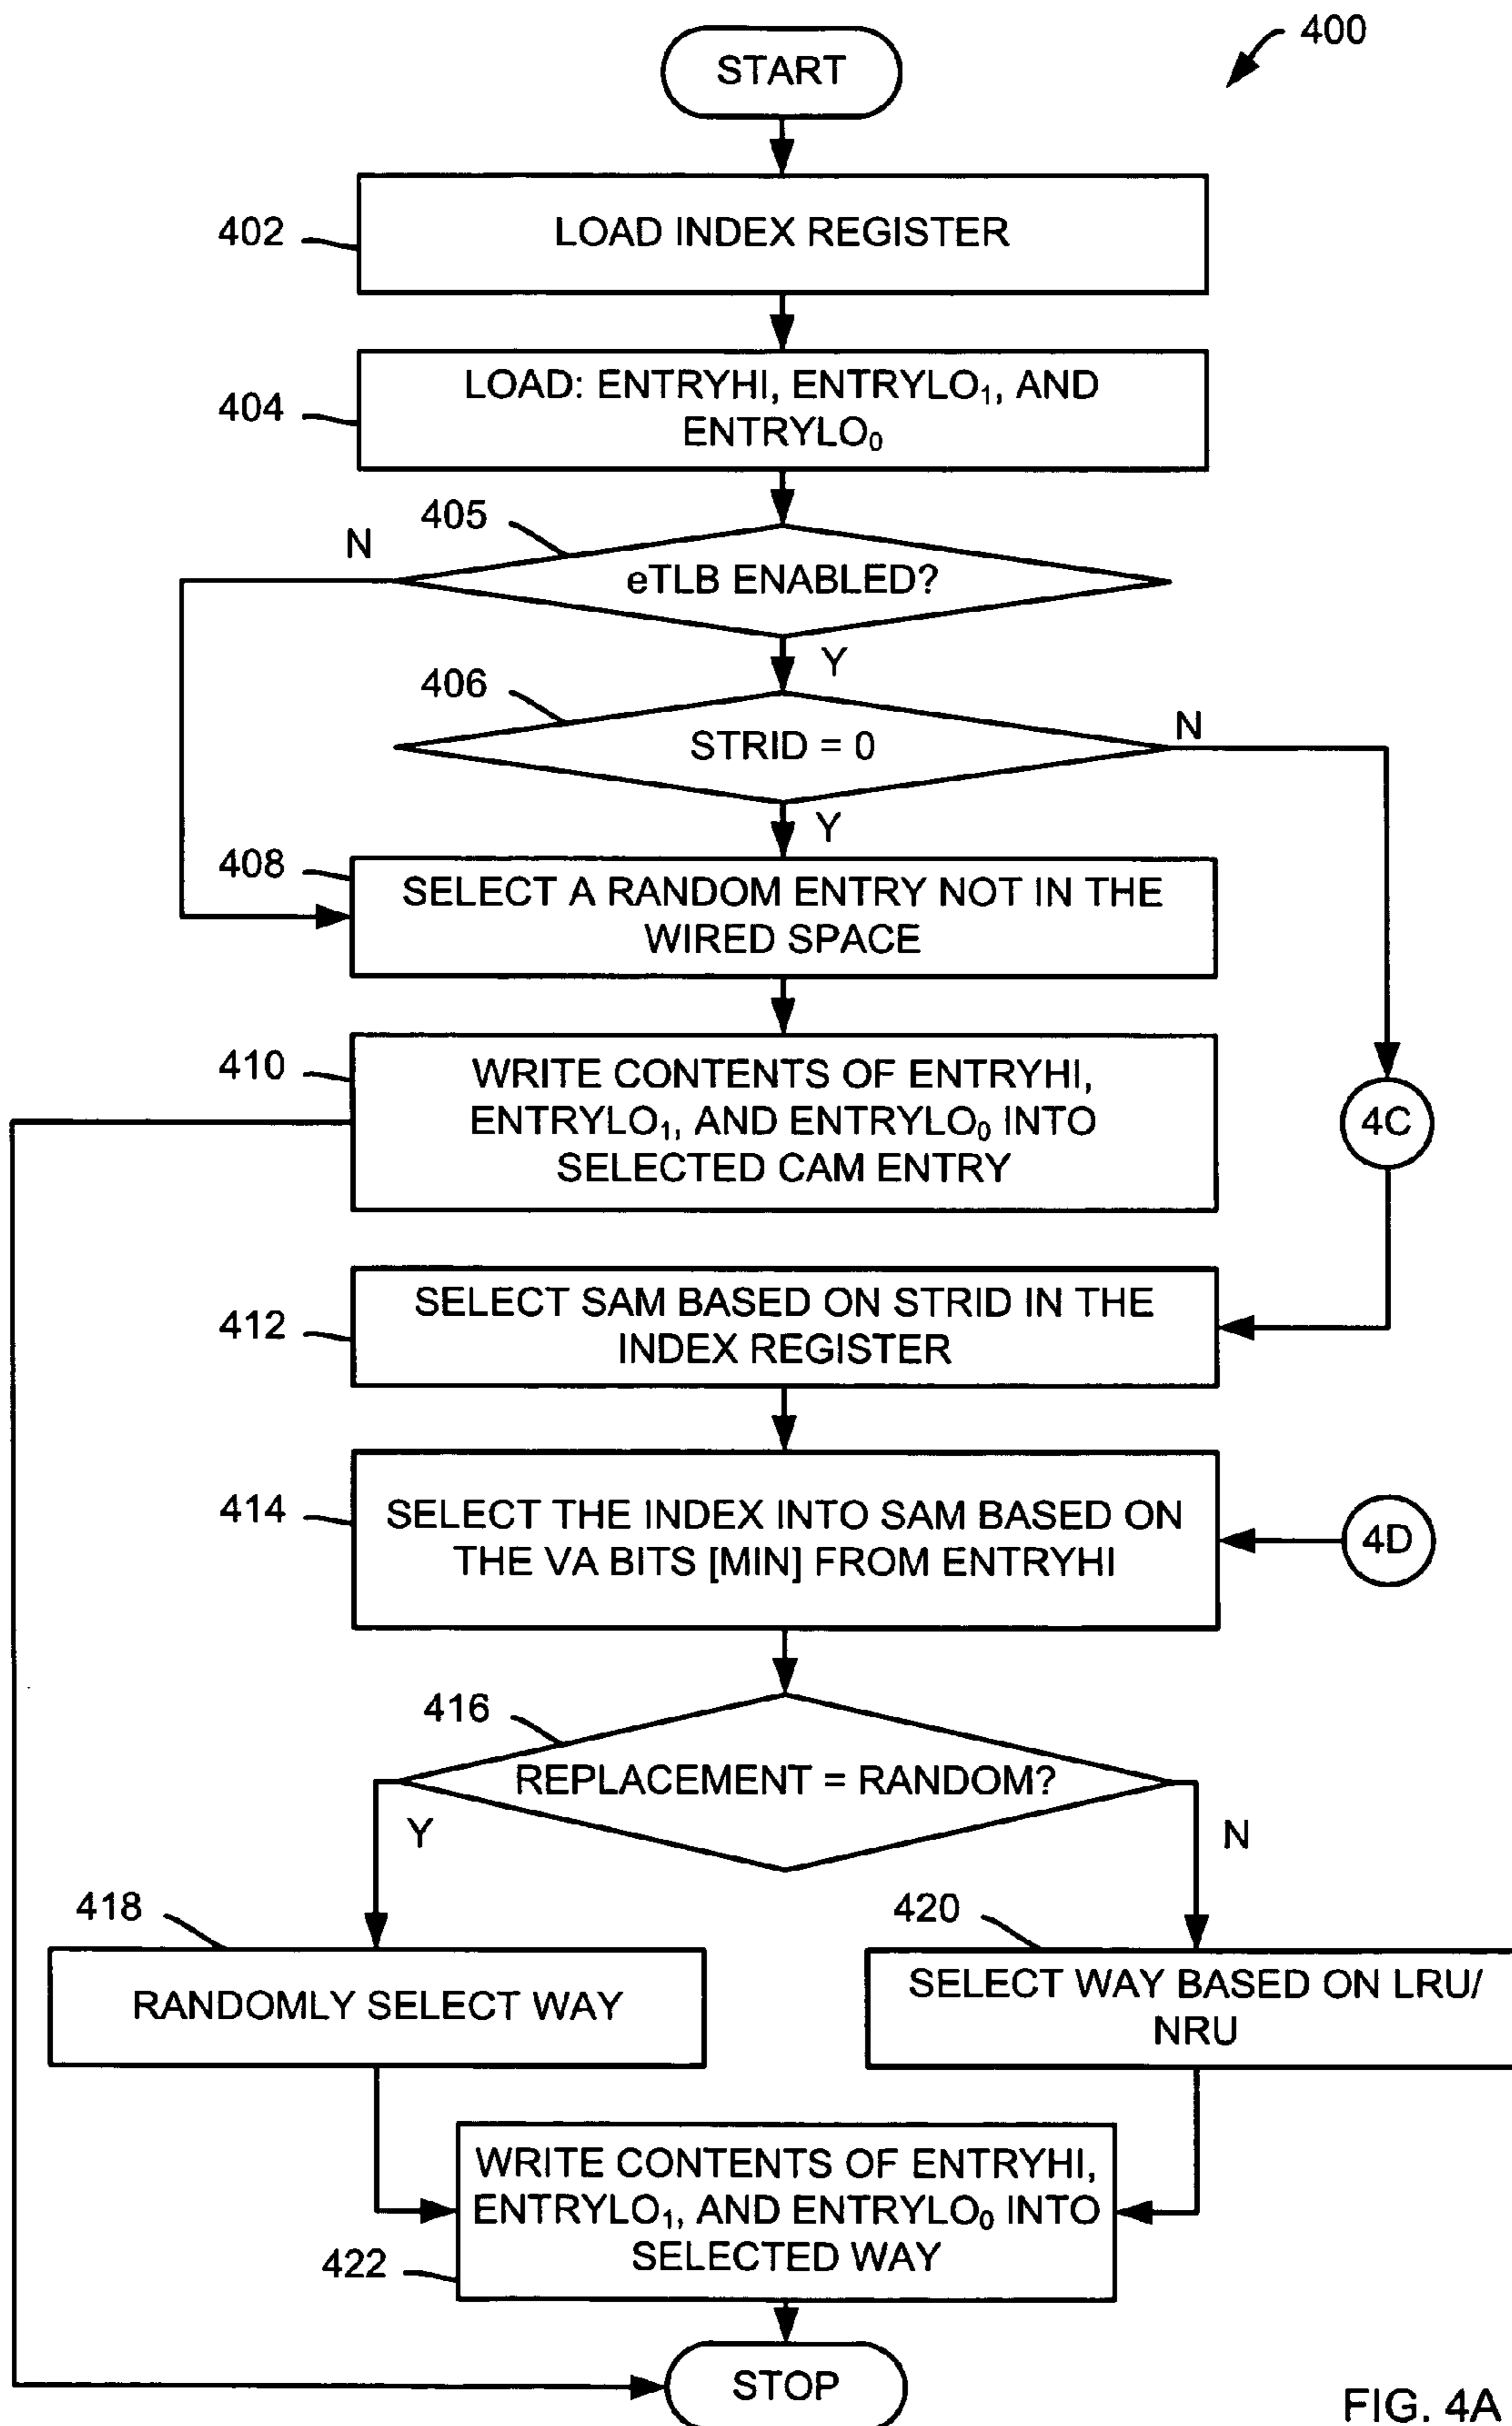 400
START
402
LOAD INDEX REGISTER
404
LOAD: ENTRYHI, ENTRYLO₁, AND
ENTRYLO₀
405
N
eTLB ENABLED?
Y
406
STRID = 0
N
Y
408
SELECT A RANDOM ENTRY NOT IN THE
WIRED SPACE
410
WRITE CONTENTS OF ENTRYHI,
ENTRYLO₁, AND ENTRYLO₀ INTO
SELECTED CAM ENTRY
4C
412
SELECT SAM BASED ON STRID IN THE
INDEX REGISTER
414
SELECT THE INDEX INTO SAM BASED ON
THE VA BITS [MIN] FROM ENTRYHI
4D
416
REPLACEMENT = RANDOM?
Y
N
418
RANDOMLY SELECT WAY
420
SELECT WAY BASED ON LRU/
NRU
WRITE CONTENTS OF ENTRYHI,
ENTRYLO₁, AND ENTRYLO₀ INTO
SELECTED WAY
422
STOP
FIG. 4A